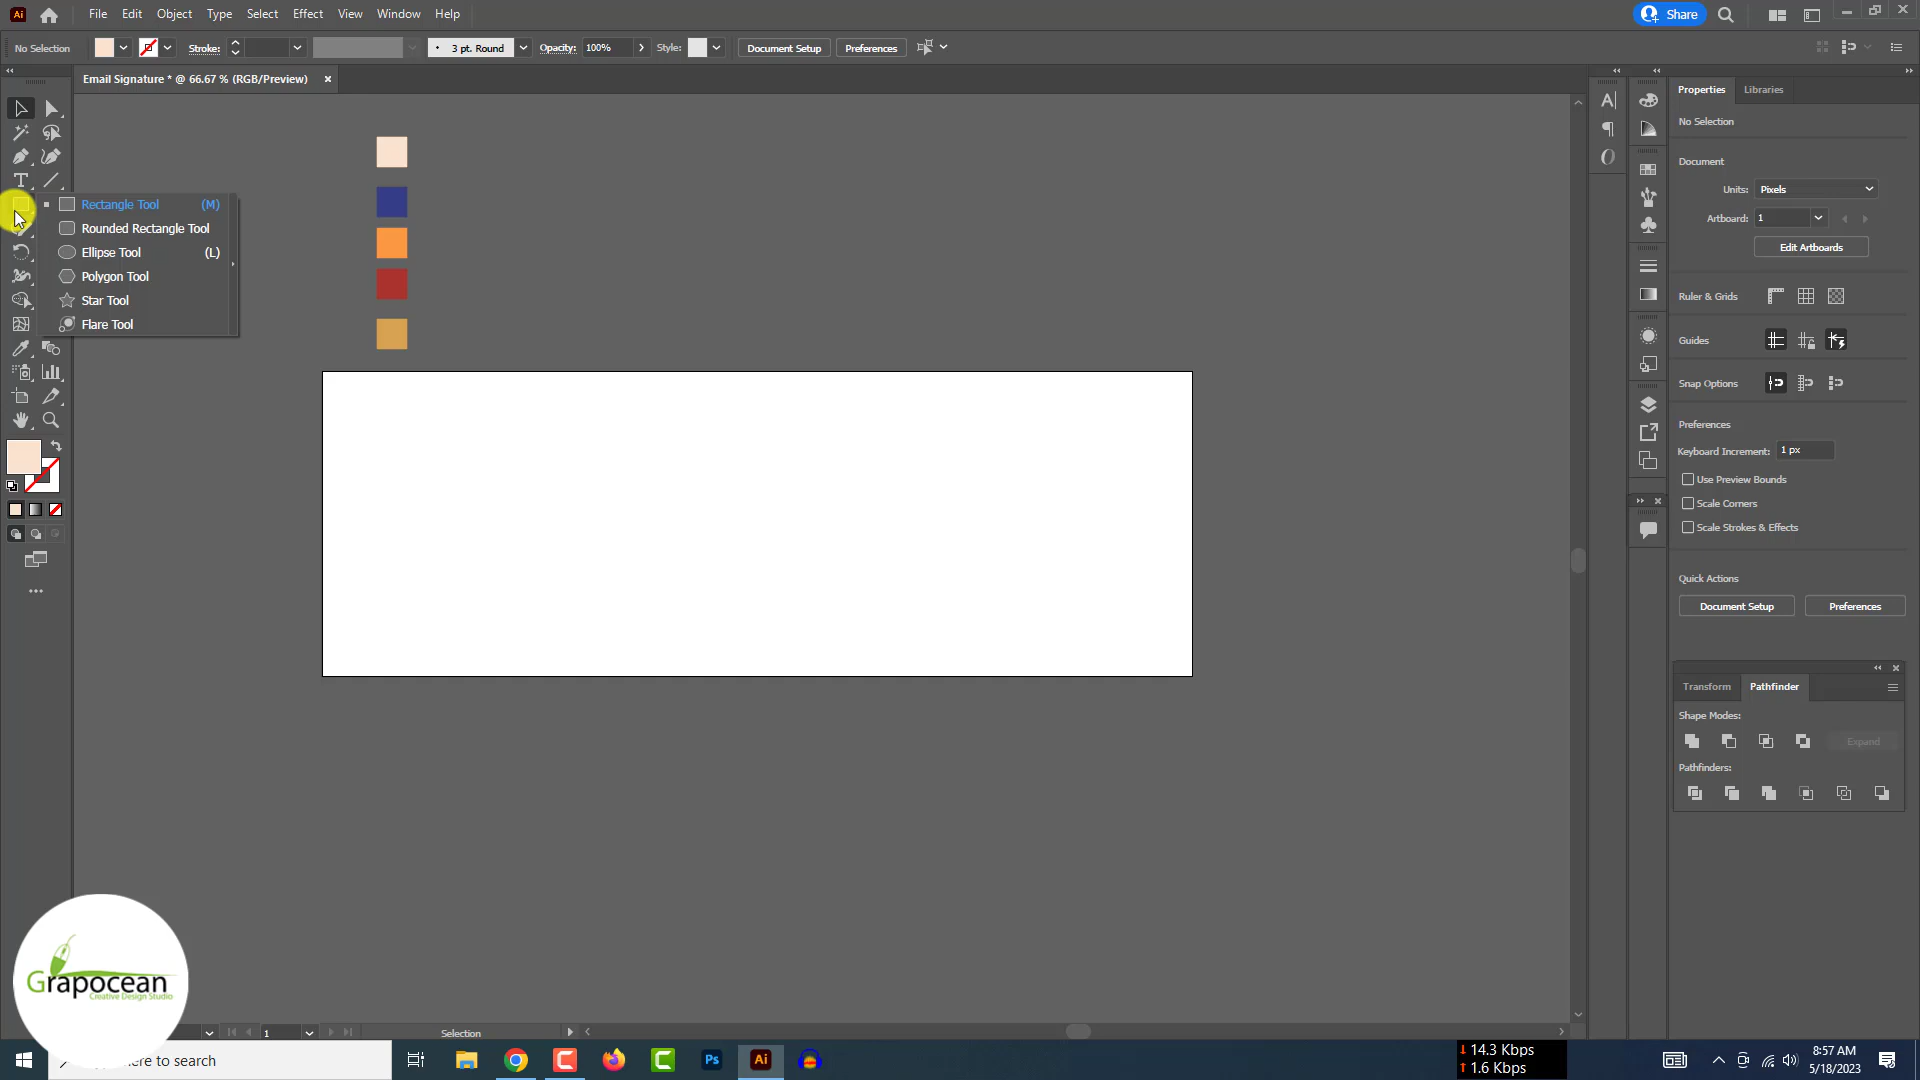 Ai File Edit Object Type Select Effect View Window Help Share
No Selection Stroke: 3 pt. Round Opacity: 100% Style: Document Setup Preferences
Email Signature * @ 66.67 % (RGB/Preview) ×
Properties Libraries
No Selection
Document
Units: Pixels
Artboard: 1
Edit Artboards
Rectangle Tool (M)
Rounded Rectangle Tool
Ellipse Tool (L)
Polygon Tool
Star Tool
Flare Tool
Ruler & Grids
Guides
Snap Options
Preferences
Keyboard Increment: 1 px
Use Preview Bounds
Scale Corners
Scale Strokes & Effects
Quick Actions
Document Setup Preferences
Transform Pathfinder
Shape Modes:
Expand
Pathfinders:
Grapocean
Creative Design Studio
1 Selection
here to search
Ps Ai
14.3 Kbps
1.6 Kbps
8:57 AM
5/18/2023